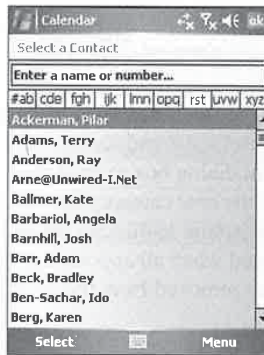 Calendar ok
Select a Contact
Enter a name or number...
#ab cde fgh ijk lmn opq rst uvw xyz
Ackerman, Pilar
Adams, Terry
Anderson, Ray
Arne@Unwired-I.Net
Ballmer, Kate
Barbariol, Angela
Barnhill, Josh
Barr, Adam
Beck, Bradley
Ben-Sachar, Ido
Berg, Karen
Select Menu